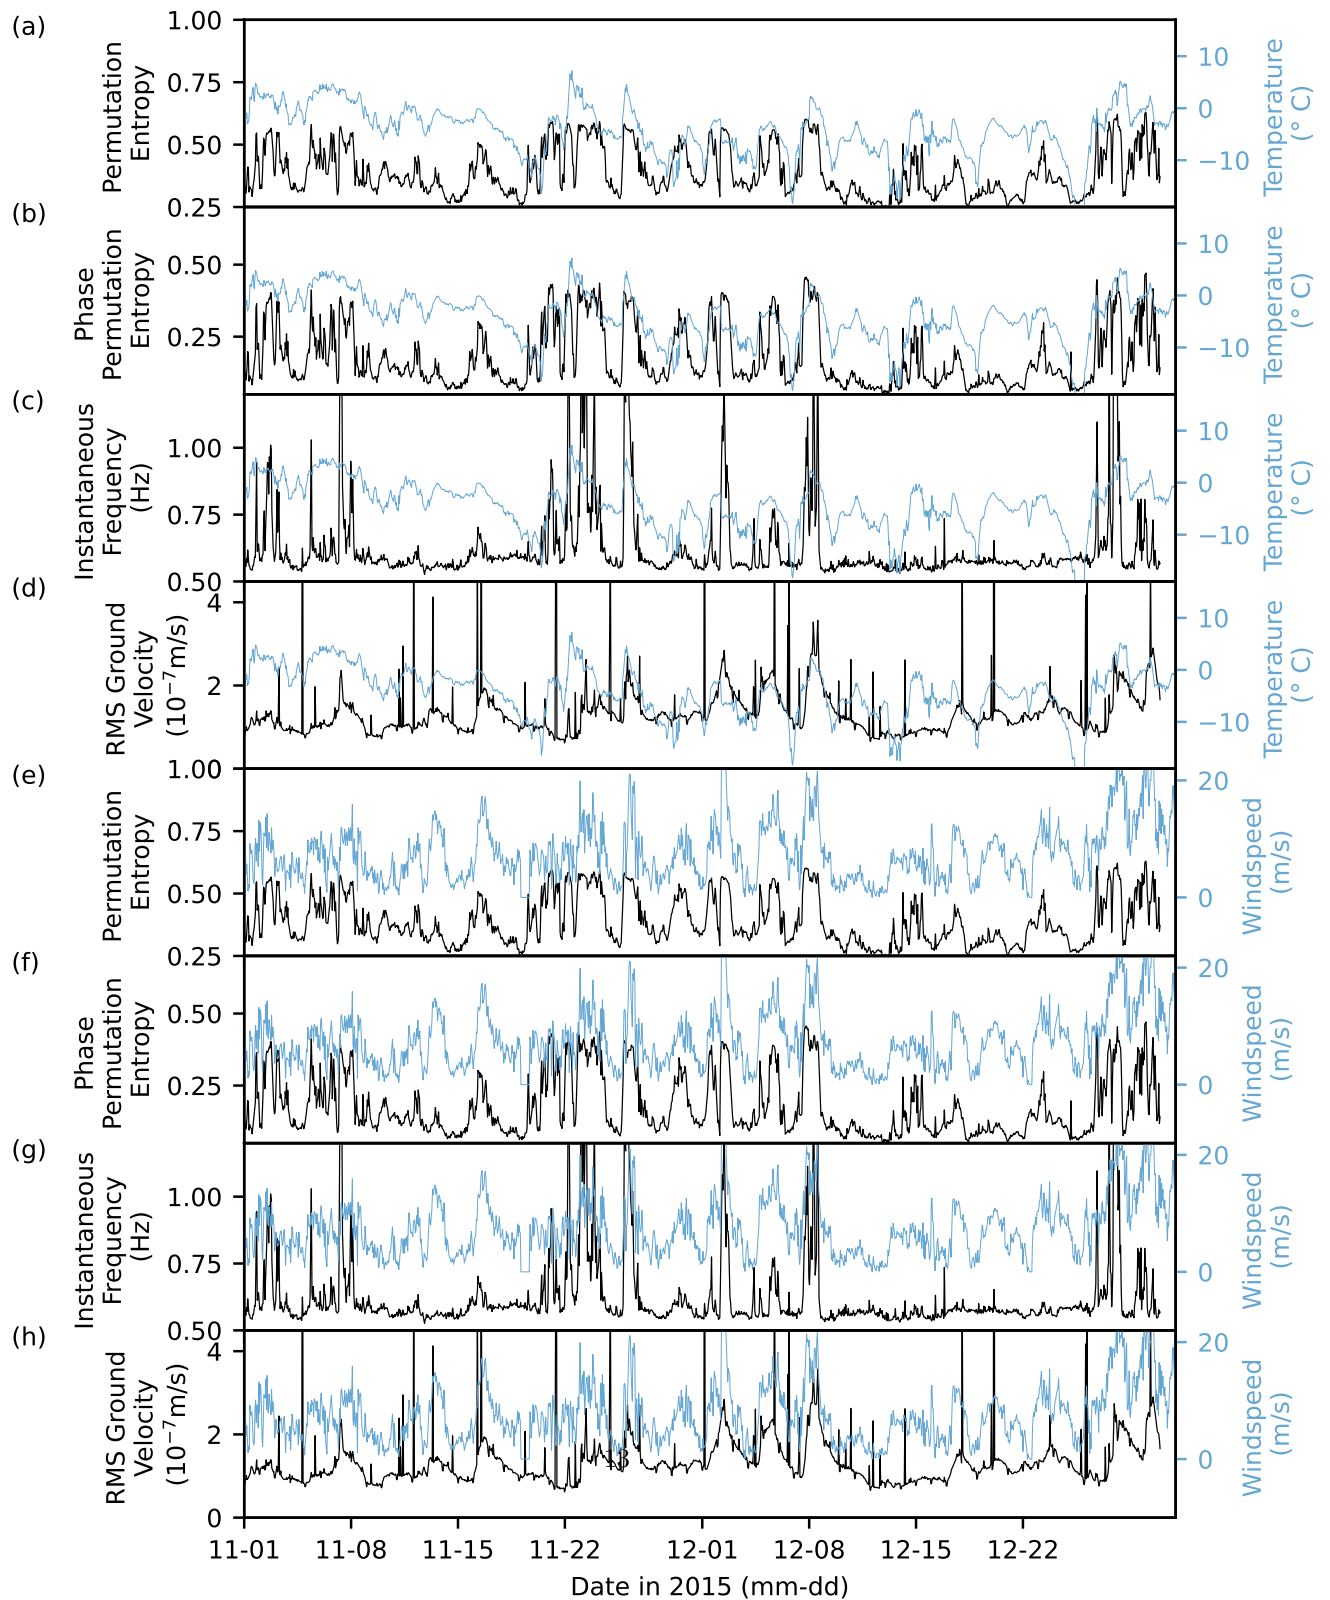 (a)
Permutation
Entropy
1.00
0.75
0.50
0.25
10
0
−10
Temperature
(° C)
(b)
Phase
Permutation
Entropy
0.50
0.25
10
0
−10
Temperature
(° C)
(c)
Instantaneous
Frequency
(Hz)
1.00
0.75
0.50
10
0
−10
Temperature
(° C)
(d)
RMS Ground
Velocity
(10⁻⁷m/s)
4
2
10
0
−10
Temperature
(° C)
(e)
Permutation
Entropy
1.00
0.75
0.50
0.25
20
0
Windspeed
(m/s)
(f)
Phase
Permutation
Entropy
0.50
0.25
20
0
Windspeed
(m/s)
(g)
Instantaneous
Frequency
(Hz)
1.00
0.75
0.50
20
0
Windspeed
(m/s)
(h)
RMS Ground
Velocity
(10⁻⁷m/s)
4
2
0
20
0
Windspeed
(m/s)
11-01 11-08 11-15 11-22 12-01 12-08 12-15 12-22
Date in 2015 (mm-dd)